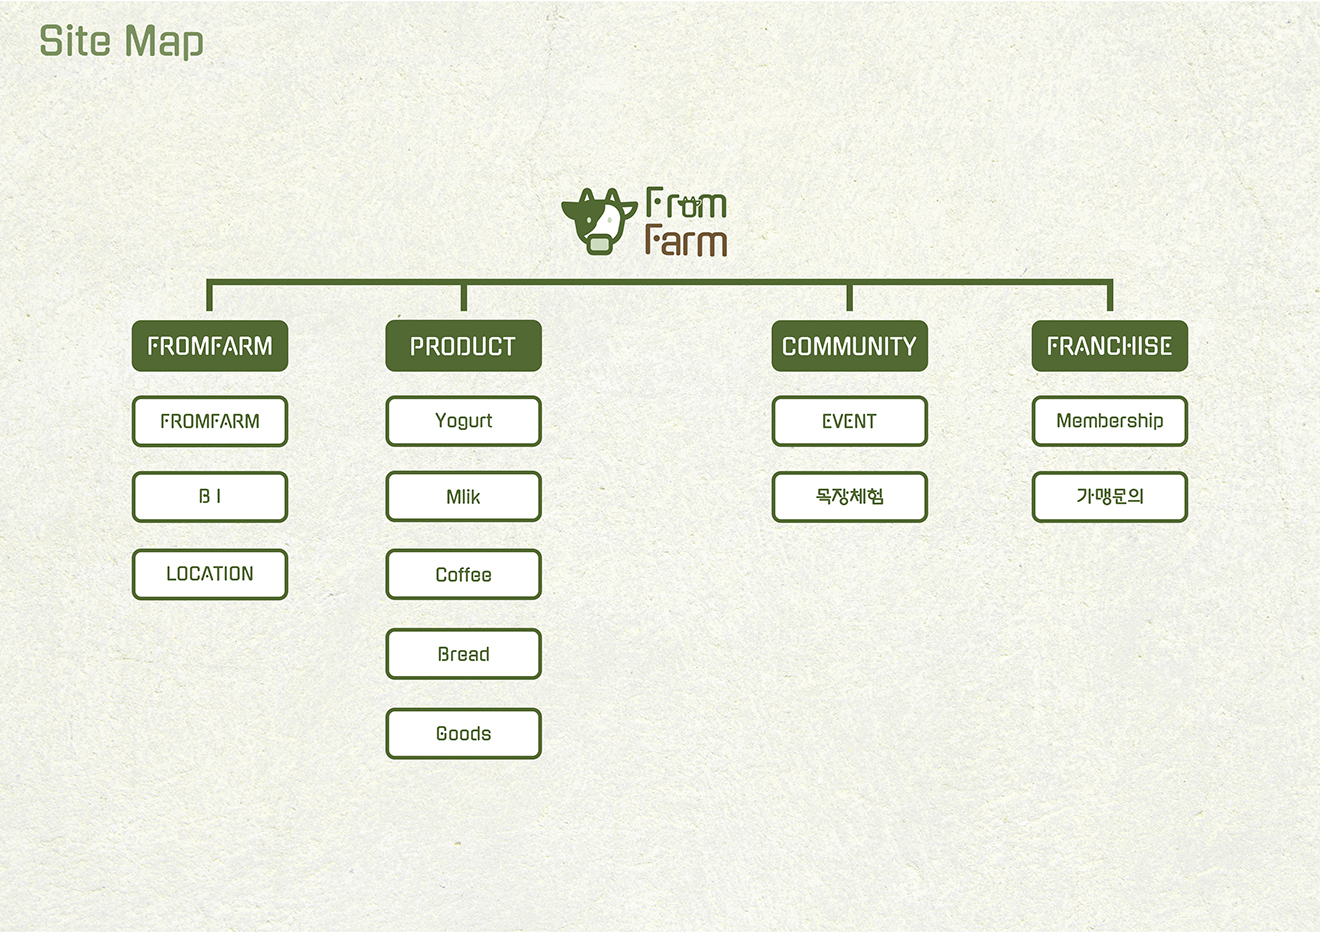 Site Map
From
Farm
FROMFARM
PRODUCT
COMMUNITY
FRANCHISE
FROMFARM
Yogurt
EVENT
Membership
B I
Mlik
목장체험
가맹문의
LOCATION
Coffee
Bread
Goods